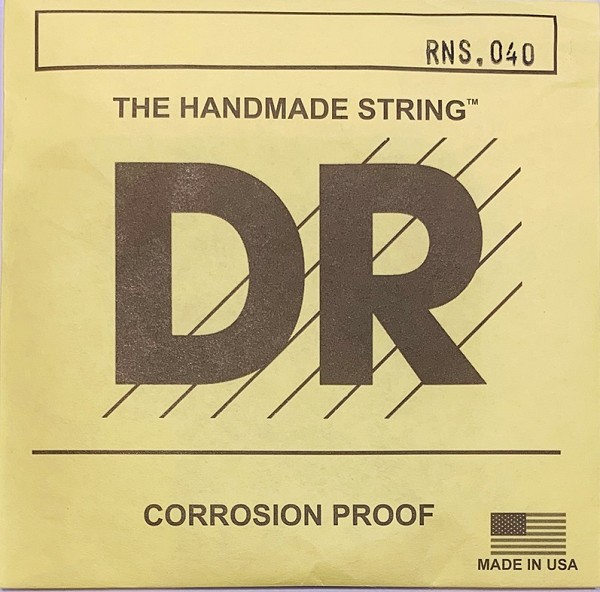 RNS.040
THE HANDMADE STRING™
DR
CORROSION PROOF
MADE IN USA